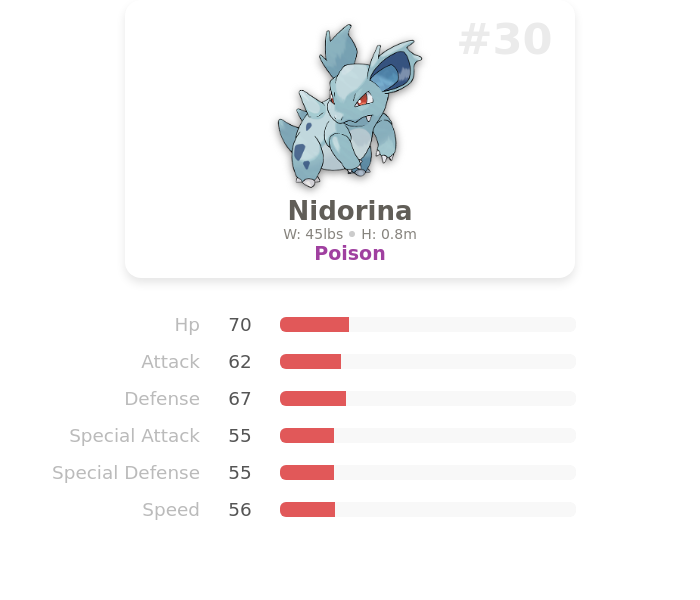 #30
Nidorina
W: 45lbs • H: 0.8m
Poison
Hp 70
Attack 62
Defense 67
Special Attack 55
Special Defense 55
Speed 56